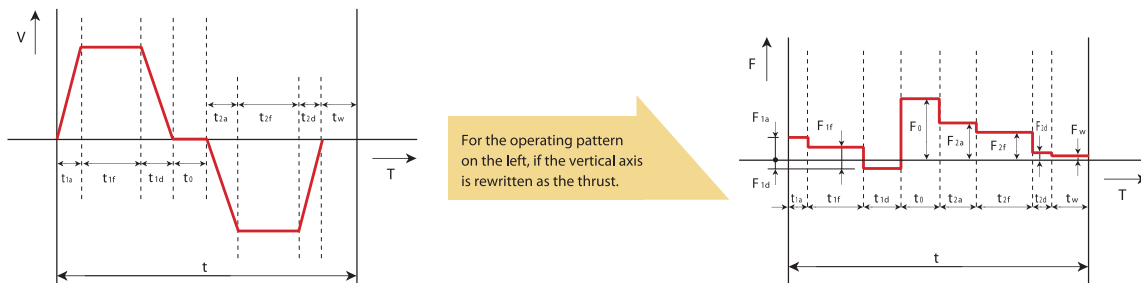 V
t2a t2f t2d tw
T
t1a t1f t1d t0
t
For the operating pattern
on the left, if the vertical axis
is rewritten as the thrust.
F
F1a F1f F0 F2a F2f F2d Fw
F1d
T
t1a t1f t1d t0 t2a t2f t2d tw
t